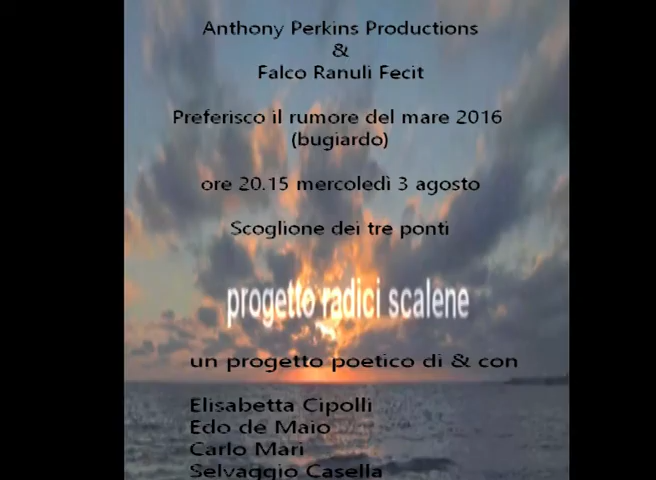 Anthony Perkins Productions
&
Falco Ranuli Fecit
Preferisco il rumore del mare 2016
(bugiardo)
ore 20.15 mercoledì 3 agosto
Scoglione dei tre ponti
progetto radici scalene
un progetto poetico di & con
Elisabetta Cipolli
Edo de Maio
Carlo Mari
Selvaggio Casella